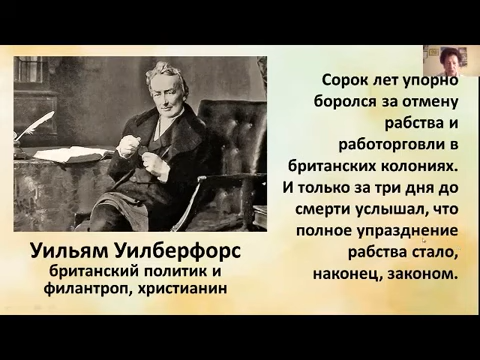 Сорок лет упорно
боролся за отмену
рабства и
работорговли в
британских колониях.
И только за три дня до
смерти услышал, что
полное упразднение
рабства стало,
наконец, законом.
Уильям Уилберфорс
британский политик и
филантроп, христианин